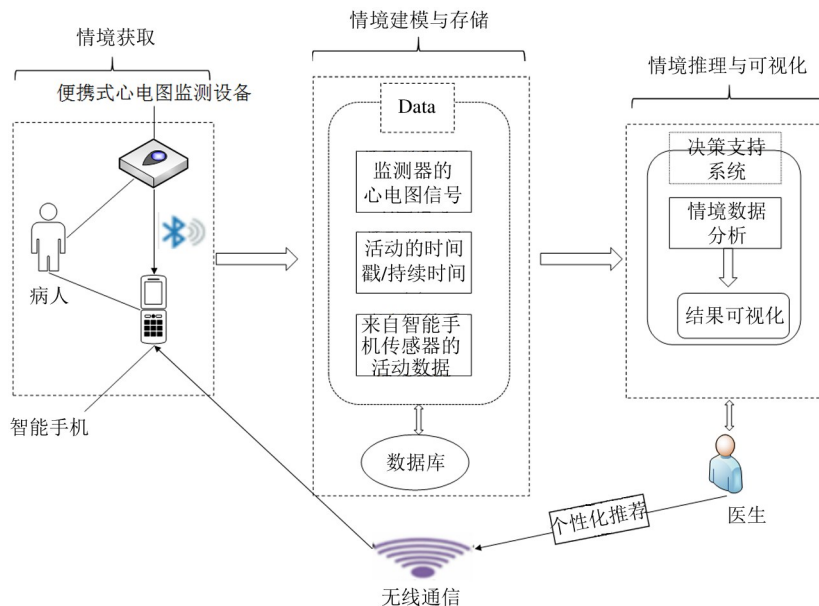 情境获取
便携式心电图监测设备
病人
智能手机
情境建模与存储
Data
监测器的
心电图信号
活动的时间
戳/持续时间
来自智能手
机传感器的
活动数据
数据库
情境推理与可视化
决策支持
系统
情境数据
分析
结果可视化
医生
个性化推荐
无线通信